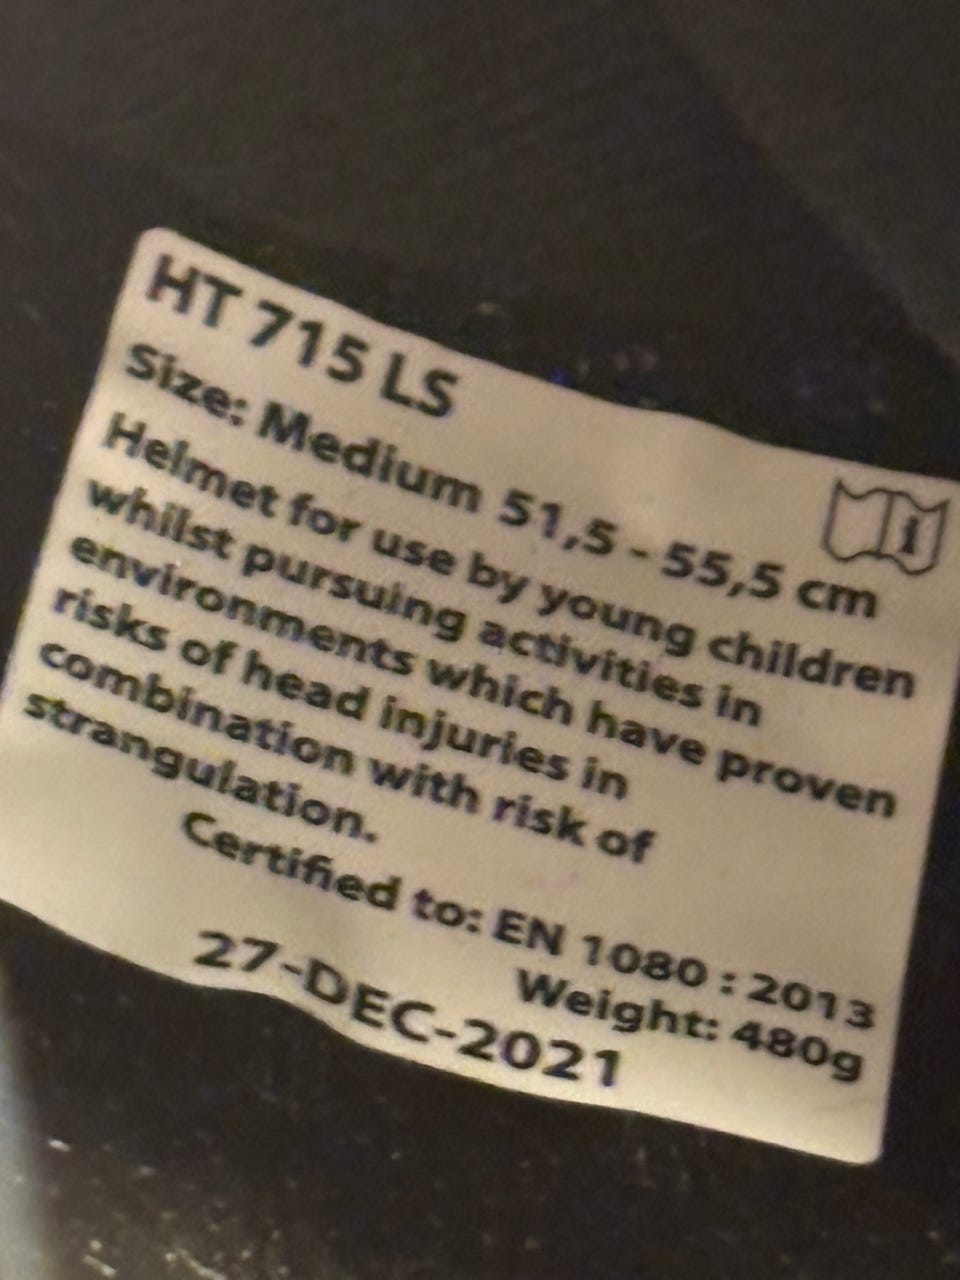 HT 715 LS
Size: Medium 51,5 - 55,5 cm
Helmet for use by young children
whilst pursuing activities in
environments which have proven
risks of head injuries in
combination with risk of
strangulation.
Certified to: EN 1080 : 2013
Weight: 480g
27-DEC-2021